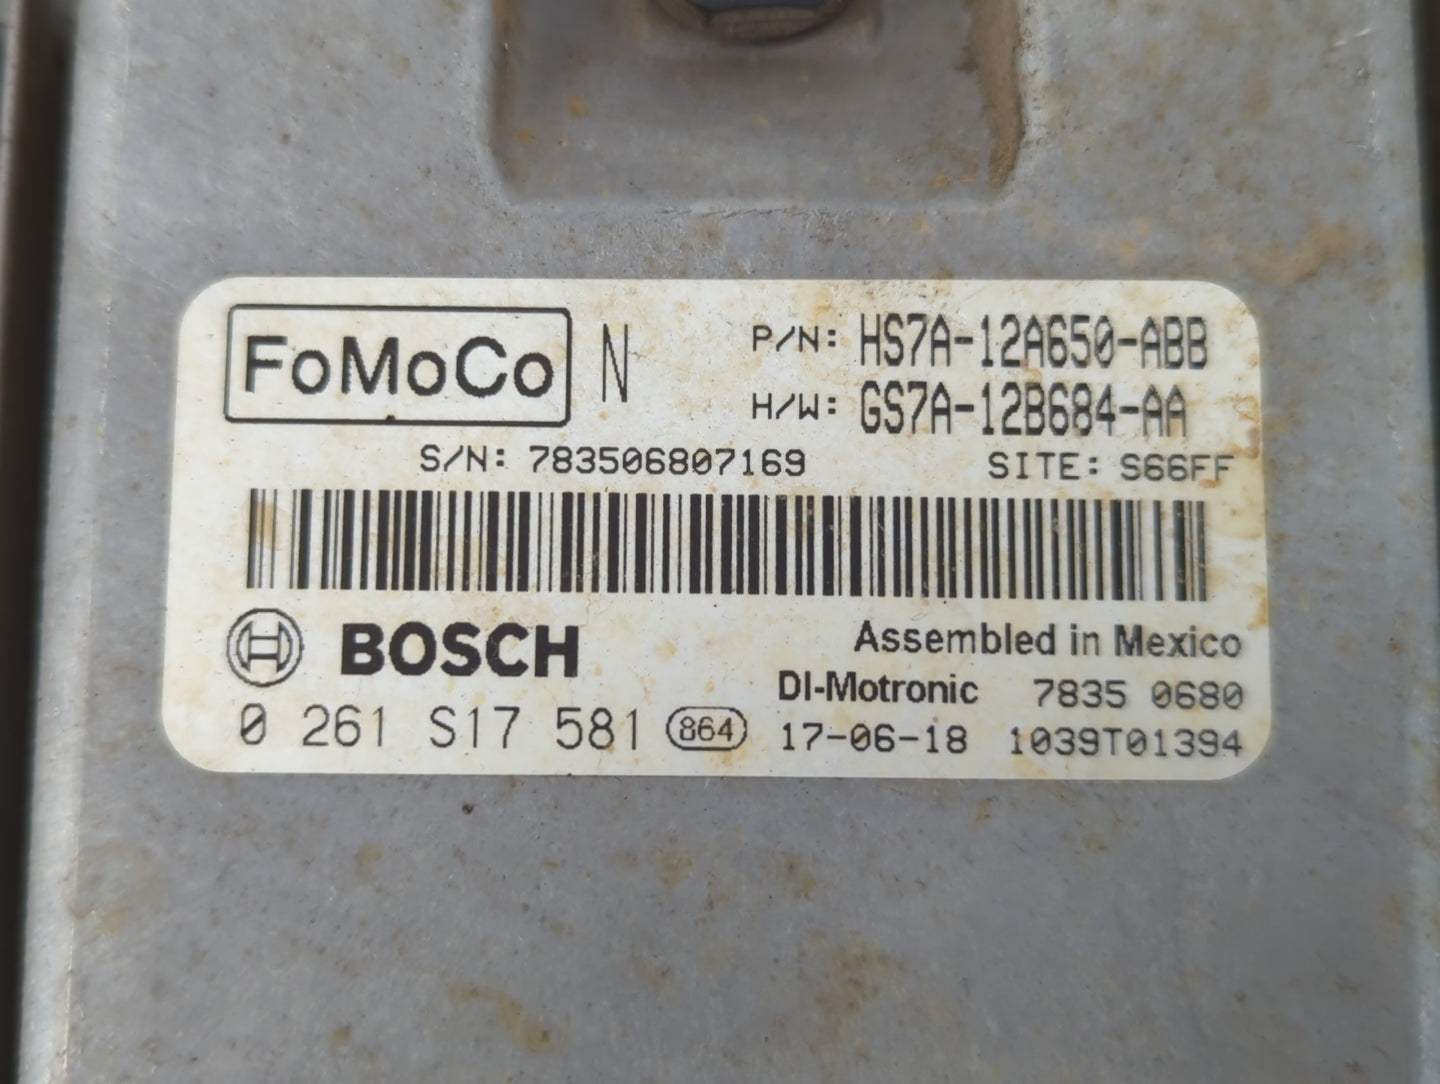 FoMoCo N P/N: HS7A-12A650-ABB
H/W: GS7A-12B684-AA
S/N: 783506807169 SITE: S66FF
BOSCH Assembled in Mexico
DI-Motronic 7835 0680
0 261 S17 581 864 17-06-18 1039T01394